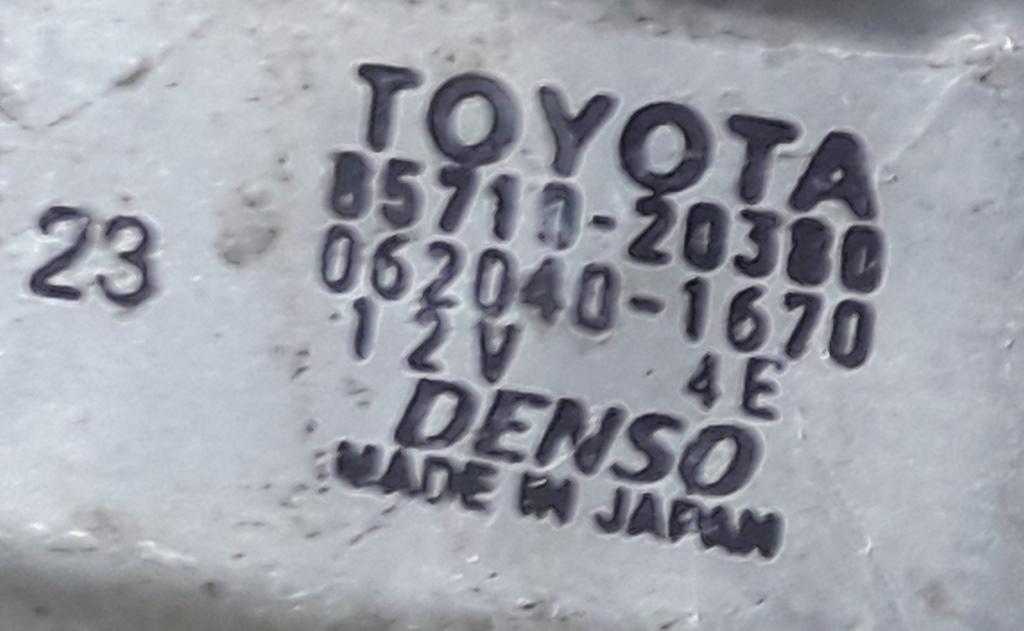 TOYOTA
85710-20380
23
062040-1670
12V 4E
DENSO
MADE IN JAPAN